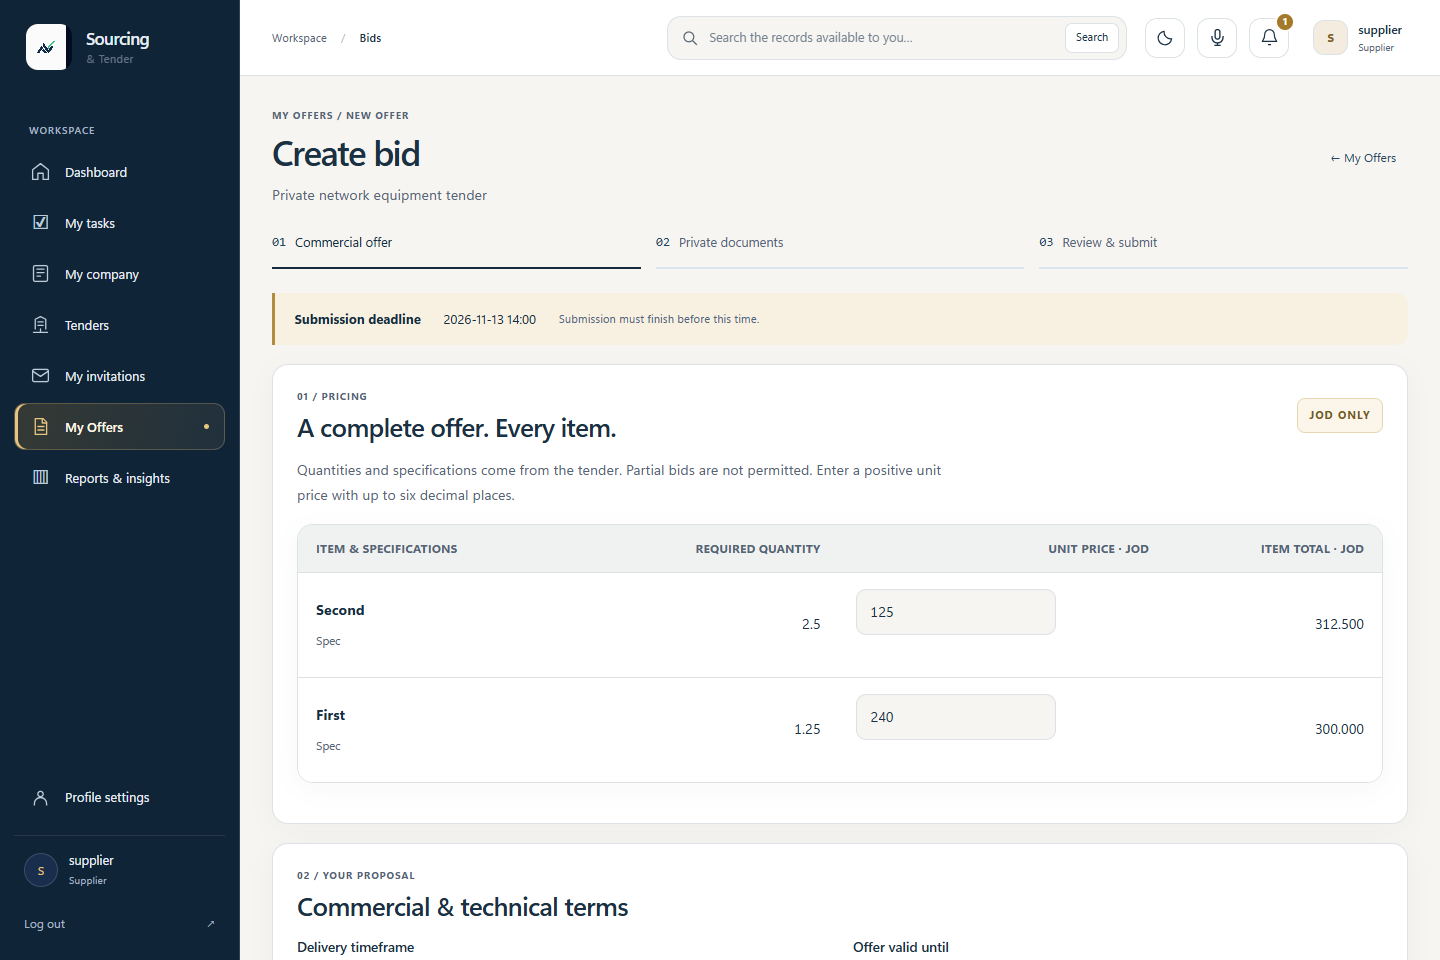 Sourcing
& Tender
WORKSPACE
Dashboard
My tasks
My company
Tenders
My invitations
My Offers
Reports & insights
Profile settings
S
supplier
Supplier
Log out ↗
Workspace / Bids
Search the records available to you...
Search
1
S
supplier
Supplier
MY OFFERS / NEW OFFER
Create bid
← My Offers
Private network equipment tender
01 Commercial offer
02 Private documents
03 Review & submit
Submission deadline 2026-11-13 14:00 Submission must finish before this time.
01 / PRICING
A complete offer. Every item.
JOD ONLY
Quantities and specifications come from the tender. Partial bids are not permitted. Enter a positive unit
price with up to six decimal places.
ITEM & SPECIFICATIONS REQUIRED QUANTITY UNIT PRICE · JOD ITEM TOTAL · JOD
Second
Spec
2.5 125 312.500
First
Spec
1.25 240 300.000
02 / YOUR PROPOSAL
Commercial & technical terms
Delivery timeframe Offer valid until